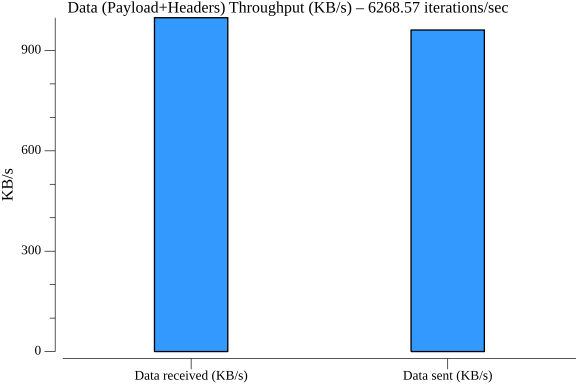 Data (Payload+Headers) Throughput (KB/s) – 6268.57 iterations/sec
KB/s
900
600
300
0
Data received (KB/s)
Data sent (KB/s)